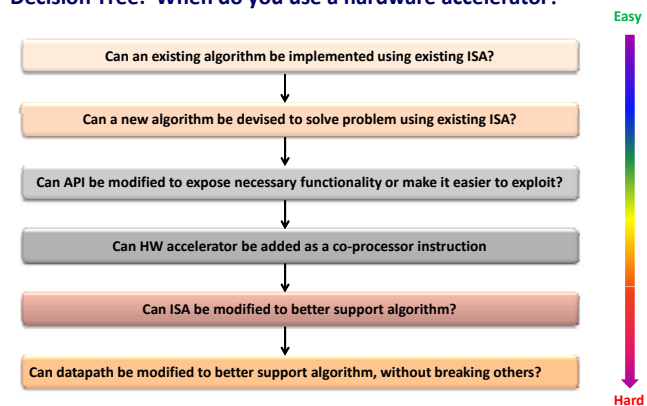 Decision Tree: When do you use a hardware accelerator?
Easy
Can an existing algorithm be implemented using existing ISA?
Can a new algorithm be devised to solve problem using existing ISA?
Can API be modified to expose necessary functionality or make it easier to exploit?
Can HW accelerator be added as a co-processor instruction
Can ISA be modified to better support algorithm?
Can datapath be modified to better support algorithm, without breaking others?
Hard